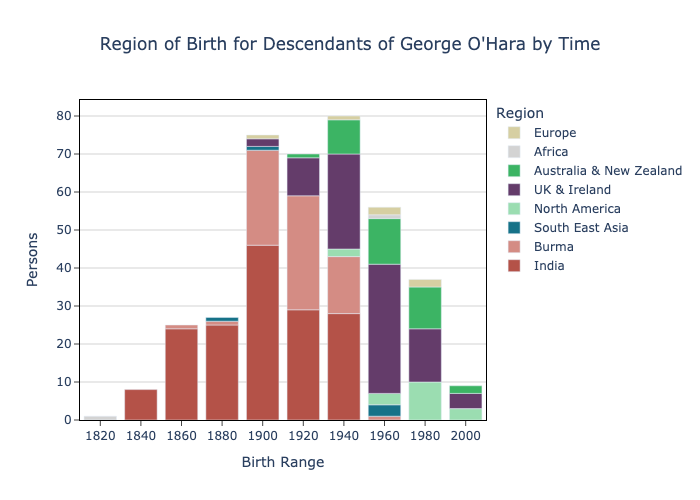 Region of Birth for Descendants of George O'Hara by Time
Region
Europe
Africa
Australia & New Zealand
UK & Ireland
North America
South East Asia
Burma
India
Persons
80
70
60
50
40
30
20
10
0
1820 1840 1860 1880 1900 1920 1940 1960 1980 2000
Birth Range